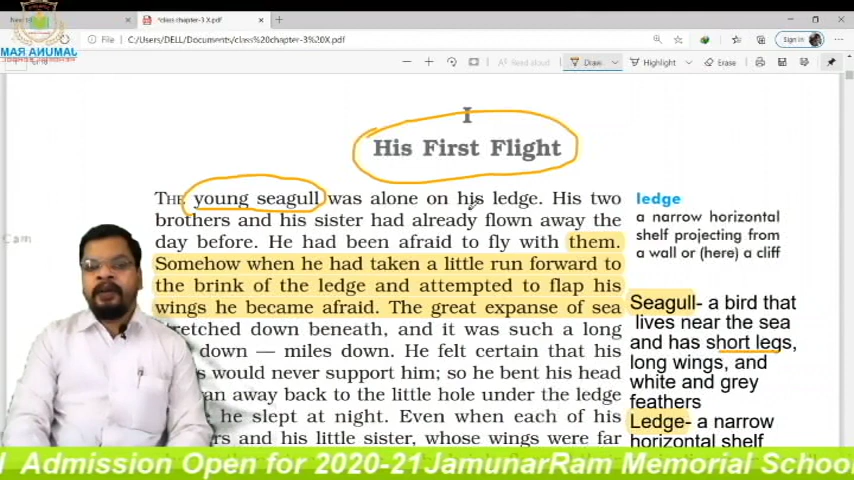 *class chapter-3 X.pdf
File
C:/Users/DELL/Documents/class%20chapter-3%20X.pdf
Sign in
JAMUNA RAM
Read aloud
Draw
Highlight
Erase
I
His First Flight
THE young seagull was alone on his ledge. His two
brothers and his sister had already flown away the
day before. He had been afraid to fly with them.
Somehow when he had taken a little run forward to
the brink of the ledge and attempted to flap his
wings he became afraid. The great expanse of sea
stretched down beneath, and it was such a long
down — miles down. He felt certain that his
would never support him; so he bent his head
an away back to the little hole under the ledge
he slept at night. Even when each of his
ers and his little sister, whose wings were far
ledge
a narrow horizontal
shelf projecting from
a wall or (here) a cliff
Seagull- a bird that
lives near the sea
and has short legs,
long wings, and
white and grey
feathers
Ledge- a narrow
horizontal shelf
Cam
Admission Open for 2020-21JamunarRam Memorial School